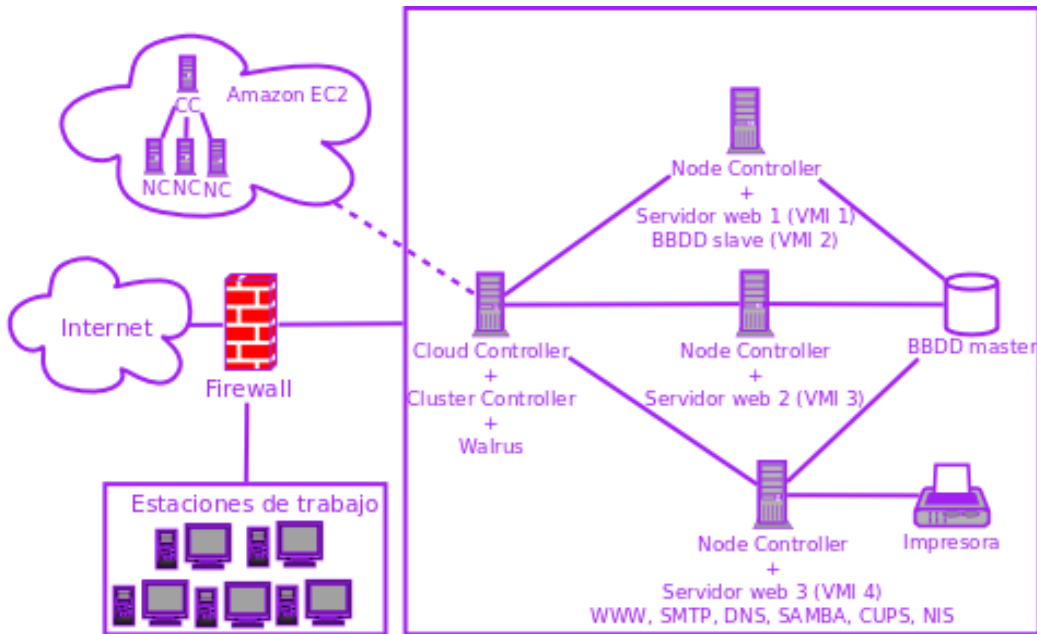 Amazon EC2
CC
NC NC NC
Internet
Firewall
Estaciones de trabajo
Cloud Controller
+
Cluster Controller
+
Walrus
Node Controller
+
Servidor web 1 (VMI 1)
BBDD slave (VMI 2)
Node Controller
+
Servidor web 2 (VMI 3)
BBDD master
Node Controller
+
Servidor web 3 (VMI 4)
WWW, SMTP, DNS, SAMBA, CUPS, NIS
Impresora